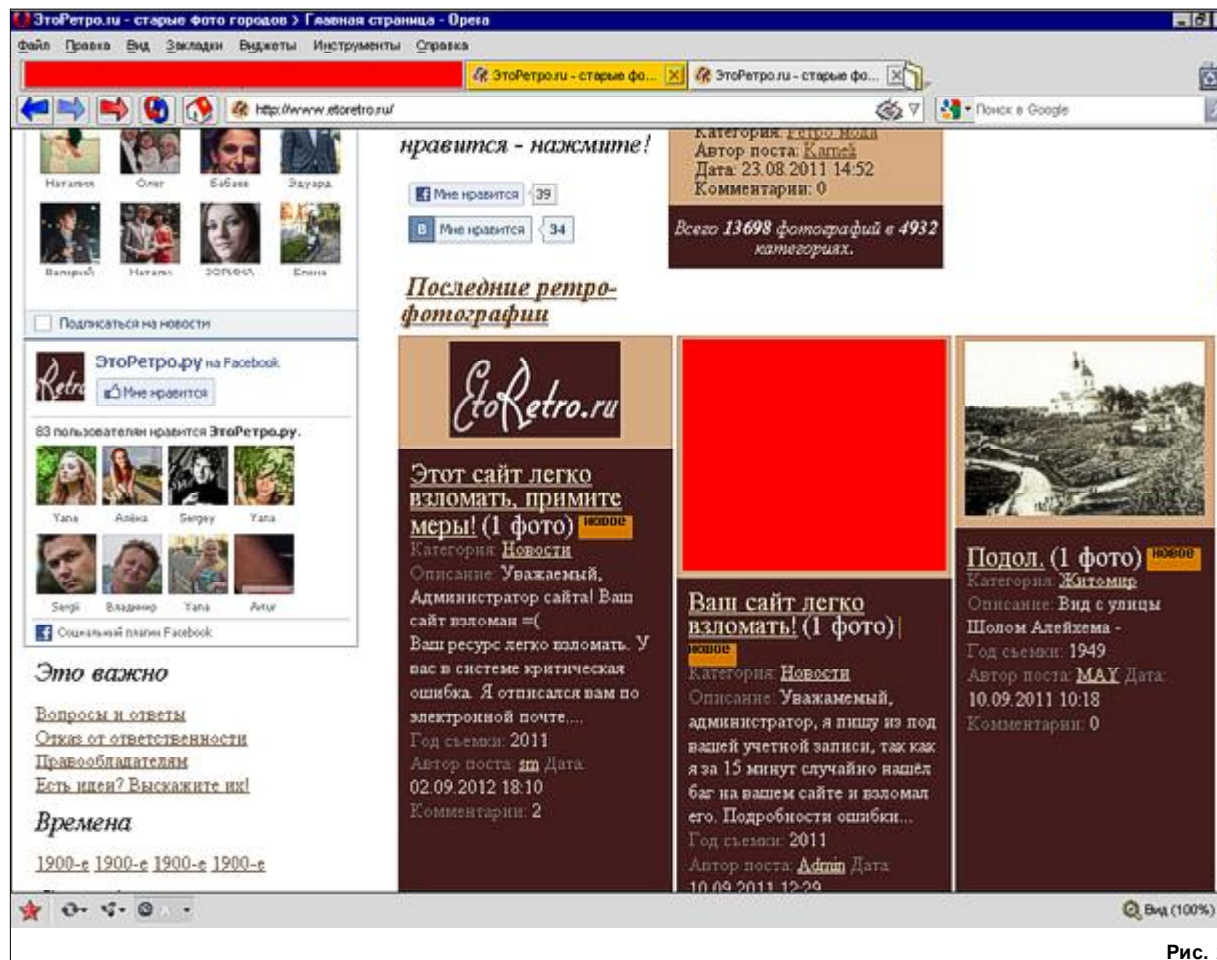 ЭтоРетро.ru - старые фото городов > Главная страница - Opera
Файл Правка Вид Закладки Виджеты Инструменты Справка
ЭтоРетро.ru - старые фо...
ЭтоРетро.ru - старые фо...
http://www.etoretro.ru/
Поиск в Google
Наталия Олег Бабаев Эдуард
Валерий Елена
Подписаться на новости
ЭтоРетро.ру на Facebook
Мне нравится
83 пользователям нравится ЭтоРетро.ру.
Yana Алёна Sergey Yana
Sergii Владимир Yana Artur
Социальный плагин Facebook
Это важно
Вопросы и ответы
Отказ от ответственности
Правообладателям
Есть идеи? Выскажите их!
Времена
1900-е 1900-е 1900-е 1900-е
нравится - нажмите!
Мне нравится 39
Мне нравится 34
Категория: Ретро мода
Автор поста:
Дата: 23.08.2011 14:52
Комментарии: 0
Всего 13698 фотографий в 4932
категориях.
Последние ретро-
фотографии
EtoRetro.ru
Этот сайт легко
взломать, примите
меры! (1 фото) новое
Категория: Новости
Описание: Уважаемый,
Администратор сайта! Ваш
сайт взломан =(
Ваш ресурс легко взломать. У
вас в системе критическая
ошибка. Я отписался вам по
электронной почте....
Год съемки: 2011
Автор поста: sm Дата:
02.09.2012 18:10
Комментарии: 2
Ваш сайт легко
взломать! (1 фото)
новое
Категория: Новости
Описание: Уважамемый,
администратор, я пишу из под
вашей учетной записи, так как
я за 15 минут случайно нашёл
баг на вашем сайте и взломал
его. Подробности ошибки...
Год съемки: 2011
Автор поста: Admin Дата:
10.09.2011 12:29
Подол. (1 фото) новое
Категория: Житомир
Описание: Вид с улицы
Шолом Алейхема -
Год съемки: 1949
Автор поста: MAY Дата:
10.09.2011 10:18
Комментарии: 0
Вид (100%)
Рис.